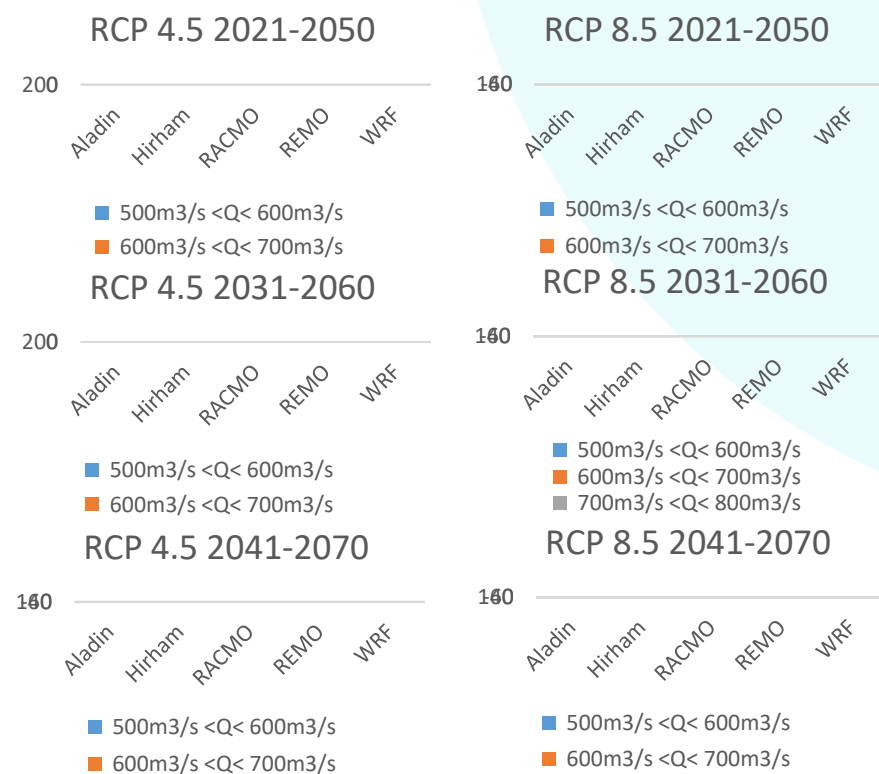 RCP 4.5 2021-2050
200
Aladin
Hirham
RACMO
REMO
WRF
500m3/s <Q< 600m3/s
600m3/s <Q< 700m3/s
RCP 8.5 2021-2050
Aladin
Hirham
RACMO
REMO
WRF
500m3/s <Q< 600m3/s
600m3/s <Q< 700m3/s
RCP 4.5 2031-2060
200
Aladin
Hirham
RACMO
REMO
WRF
500m3/s <Q< 600m3/s
600m3/s <Q< 700m3/s
RCP 8.5 2031-2060
Aladin
Hirham
RACMO
REMO
WRF
500m3/s <Q< 600m3/s
600m3/s <Q< 700m3/s
700m3/s <Q< 800m3/s
RCP 4.5 2041-2070
Aladin
Hirham
RACMO
REMO
WRF
500m3/s <Q< 600m3/s
600m3/s <Q< 700m3/s
RCP 8.5 2041-2070
Aladin
Hirham
RACMO
REMO
WRF
500m3/s <Q< 600m3/s
600m3/s <Q< 700m3/s